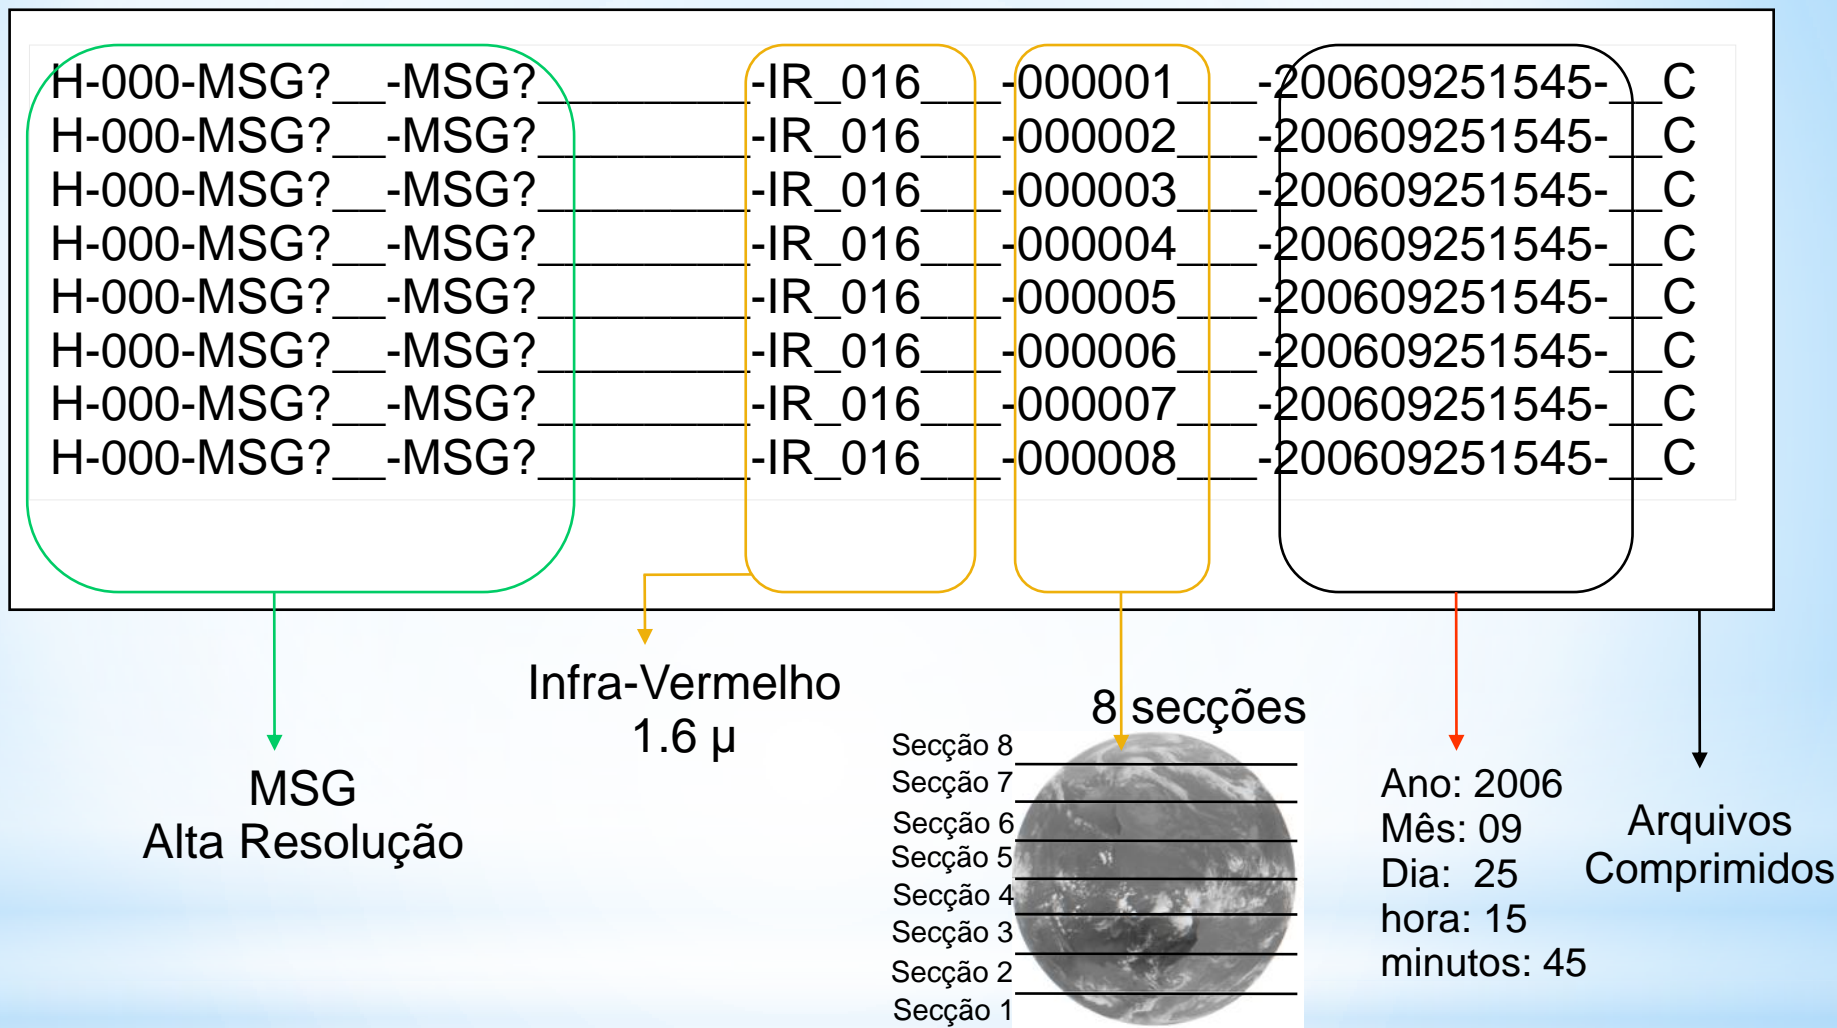 H-000-MSG?__-MSG?________-IR_016___-000001___-200609251545-__C
H-000-MSG?__-MSG?________-IR_016___-000002___-200609251545-__C
H-000-MSG?__-MSG?________-IR_016___-000003___-200609251545-__C
H-000-MSG?__-MSG?________-IR_016___-000004___-200609251545-__C
H-000-MSG?__-MSG?________-IR_016___-000005___-200609251545-__C
H-000-MSG?__-MSG?________-IR_016___-000006___-200609251545-__C
H-000-MSG?__-MSG?________-IR_016___-000007___-200609251545-__C
H-000-MSG?__-MSG?________-IR_016___-000008___-200609251545-__C
MSG
Alta Resolução
Infra-Vermelho
1.6 µ
8 secções
Secção 8
Secção 7
Secção 6
Secção 5
Secção 4
Secção 3
Secção 2
Secção 1
Ano: 2006
Mês: 09
Dia: 25
hora: 15
minutos: 45
Arquivos
Comprimidos